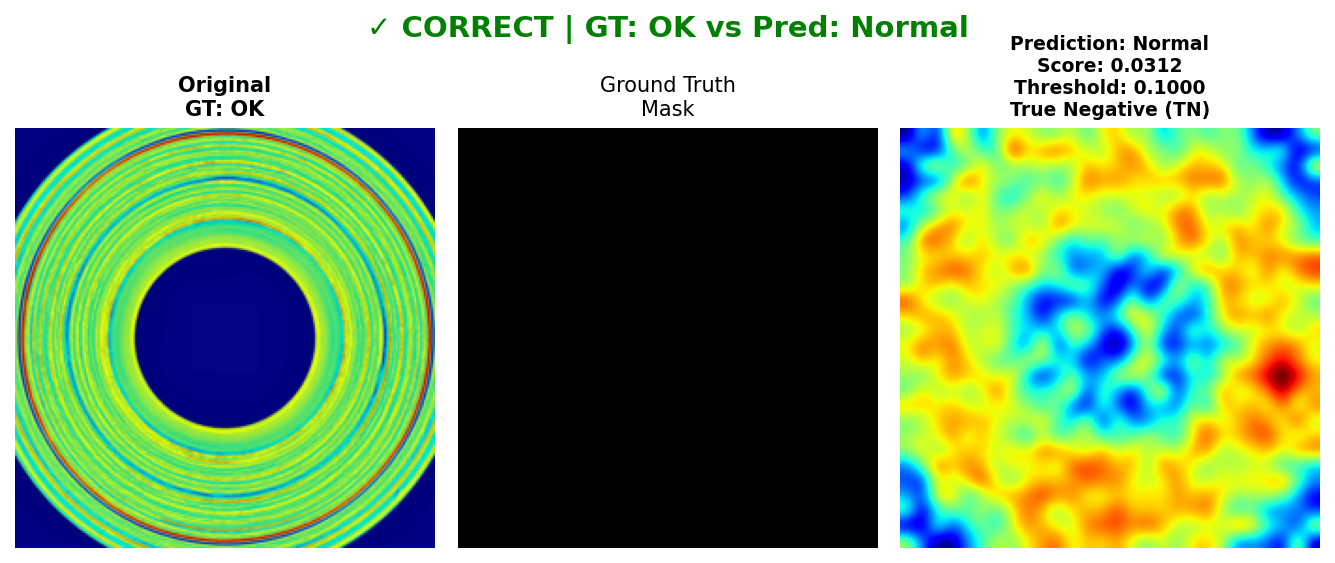 ✓ CORRECT | GT: OK vs Pred: Normal
Original
GT: OK
Ground Truth
Mask
Prediction: Normal
Score: 0.0312
Threshold: 0.1000
True Negative (TN)